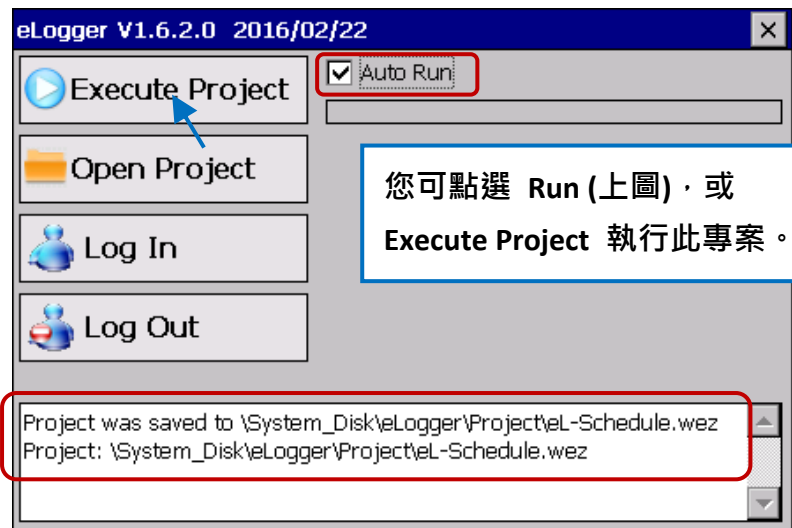 eLogger V1.6.2.0 2016/02/22
Execute Project
Auto Run
Open Project
您可點選 Run (上圖)，或
Execute Project 執行此專案。
Log In
Log Out
Project was saved to \System_Disk\eLogger\Project\eL-Schedule.wez
Project: \System_Disk\eLogger\Project\eL-Schedule.wez